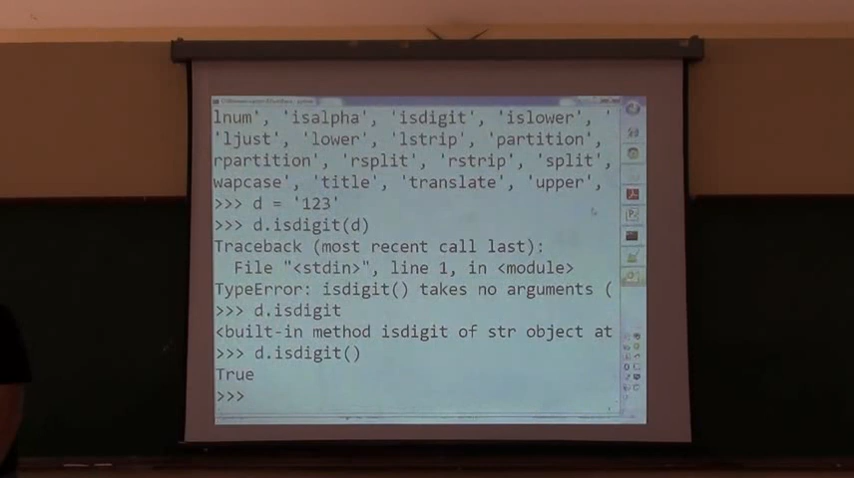 lnum', 'isalpha', 'isdigit', 'islower', '
'ljust', 'lower', 'lstrip', 'partition',
rpartition', 'rsplit', 'rstrip', 'split',
wapcase', 'title', 'translate', 'upper',
>>> d = '123'
>>> d.isdigit(d)
Traceback (most recent call last):
File "<stdin>", line 1, in <module>
TypeError: isdigit() takes no arguments (
>>> d.isdigit
<built-in method isdigit of str object at
>>> d.isdigit()
True
>>>